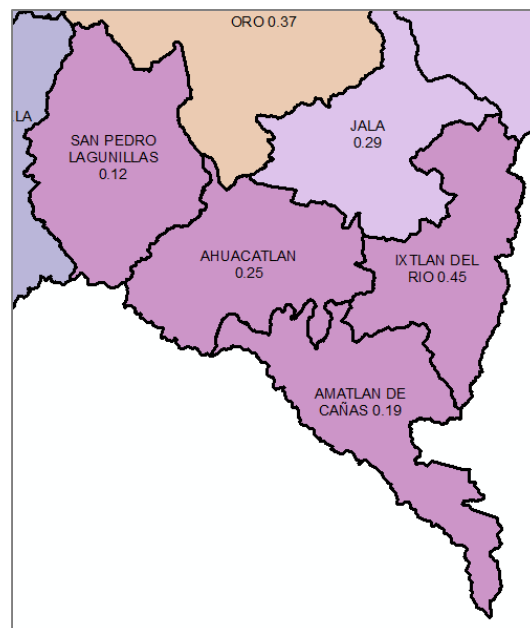 ORO 0.37
LA
JALA
0.29
SAN PEDRO
LAGUNILLAS
0.12
AHUACATLAN
0.25
IXTLAN DEL
RIO 0.45
AMATLAN DE
CAÑAS 0.19